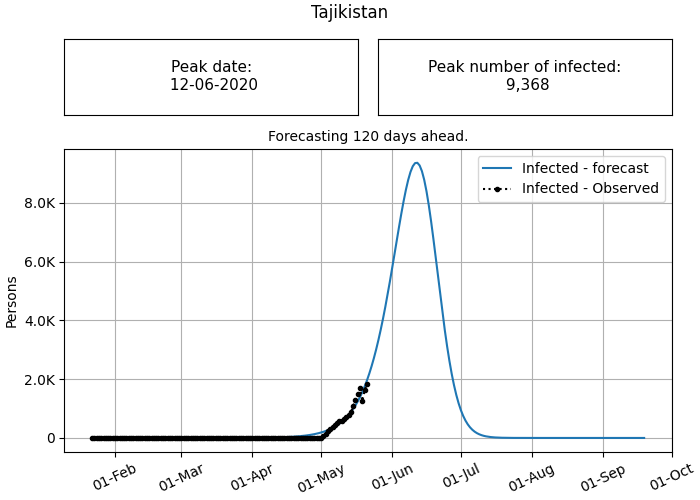 Tajikistan
Peak date:
12-06-2020
Peak number of infected:
9,368
Forecasting 120 days ahead.
Infected - forecast
Infected - Observed
Persons
8.0K
6.0K
4.0K
2.0K
0
01-Feb
01-Mar
01-Apr
01-May
01-Jun
01-Jul
01-Aug
01-Sep
01-Oct